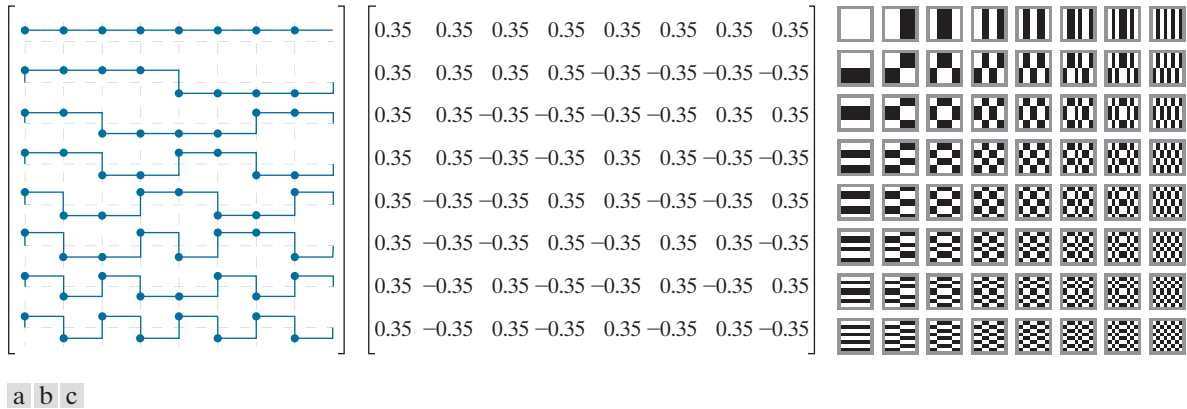 0.35 0.35 0.35 0.35 0.35 0.35 0.35 0.35
0.35 0.35 0.35 0.35 −0.35 −0.35 −0.35 −0.35
0.35 0.35 −0.35 −0.35 −0.35 −0.35 0.35 0.35
0.35 0.35 −0.35 −0.35 0.35 0.35 −0.35 −0.35
0.35 −0.35 −0.35 0.35 0.35 −0.35 −0.35 0.35
0.35 −0.35 −0.35 0.35 −0.35 0.35 0.35 −0.35
0.35 −0.35 0.35 −0.35 −0.35 0.35 −0.35 0.35
0.35 −0.35 0.35 −0.35 0.35 −0.35 0.35 −0.35
a b c